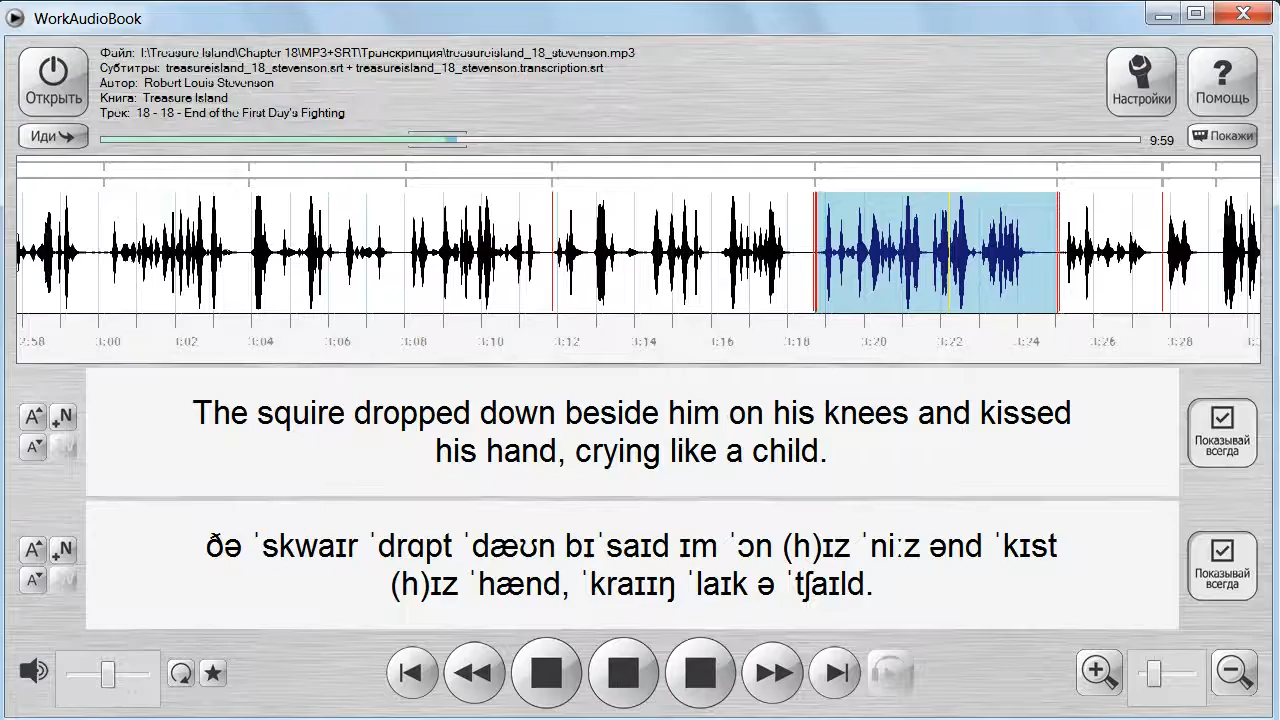 WorkAudioBook
Файл: I:\Treasure Island\Chapter 18\MP3+SRT\Транскрипция\treasureisland_18_stevenson.mp3
Субтитры: treasureisland_18_stevenson.srt + treasureisland_18_stevenson.transcription.srt
Автор: Robert Louis Stevenson
Книга: Treasure Island
Трек: 18 - 18 - End of the First Day's Fighting
Открыть
Настройки
? Помощь
Иди
9:59
Покажи
2:58 3:00 3:02 3:04 3:06 3:08 3:10 3:12 3:14 3:16 3:18 3:20 3:22 3:24 3:26 3:28
A +N
A
The squire dropped down beside him on his knees and kissed
his hand, crying like a child.
Показывай
всегда
A +N
A
ðə ˈskwaɪr ˈdrɑpt ˈdæʊn bɪˈsaɪd ɪm ˈɔn (h)ɪz ˈniːz ənd ˈkɪst
(h)ɪz ˈhænd, ˈkraɪɪŋ ˈlaɪk ə ˈtʃaɪld.
Показывай
всегда